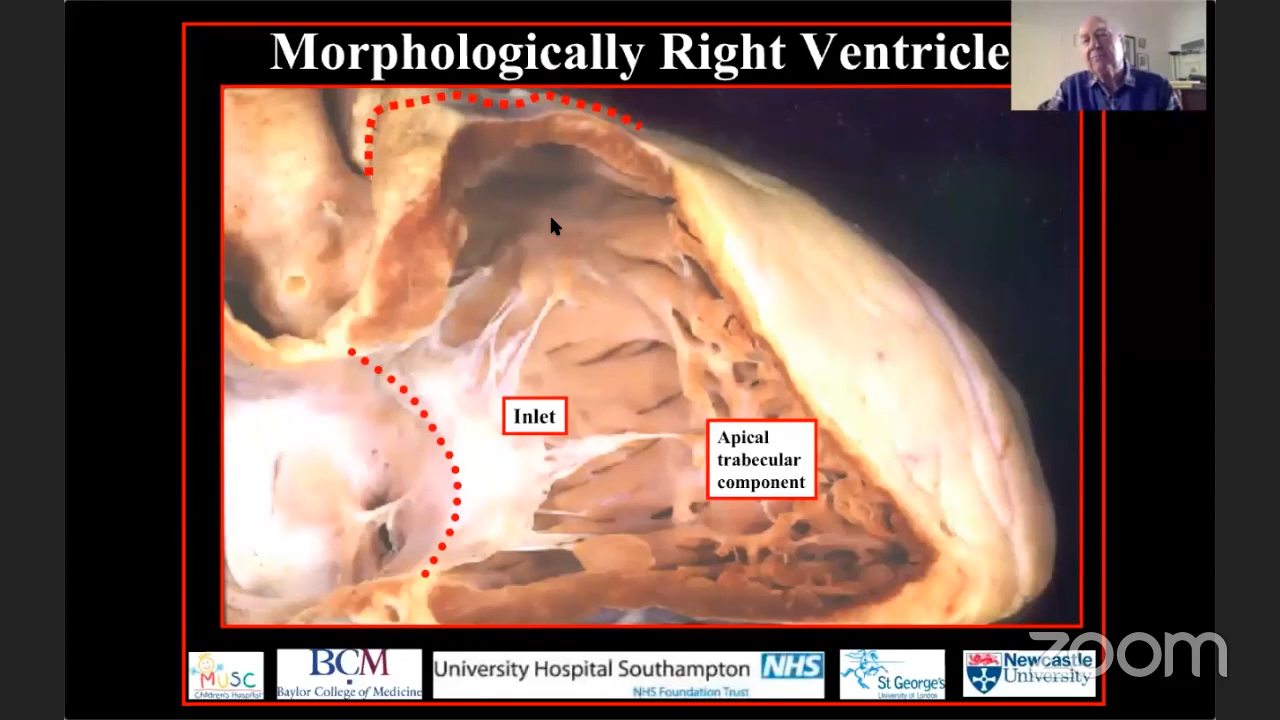 Morphologically Right Ventricle
Inlet
Apical
trabecular
component
MUSC
Children's Hospital
BCM
Baylor College of Medicine
University Hospital Southampton
NHS
NHS Foundation Trust
St George's
University of London
Newcastle
University
zoom